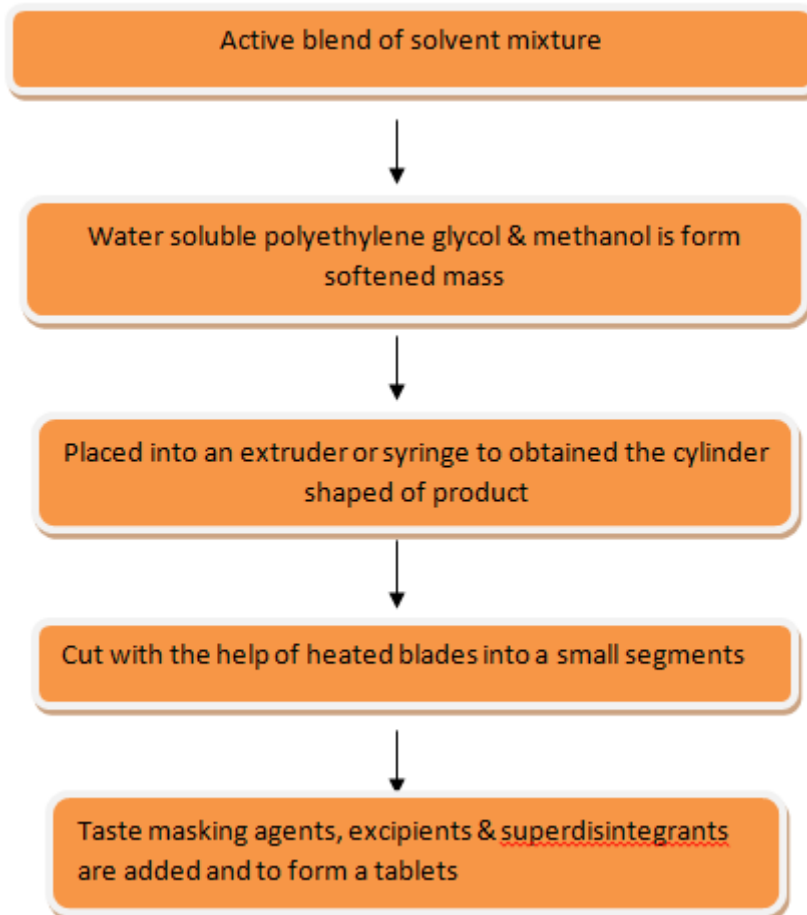 Active blend of solvent mixture
Water soluble polyethylene glycol & methanol is form
softened mass
Placed into an extruder or syringe to obtained the cylinder
shaped of product
Cut with the help of heated blades into a small segments
Taste masking agents, excipients & superdisintegrants
are added and to form a tablets